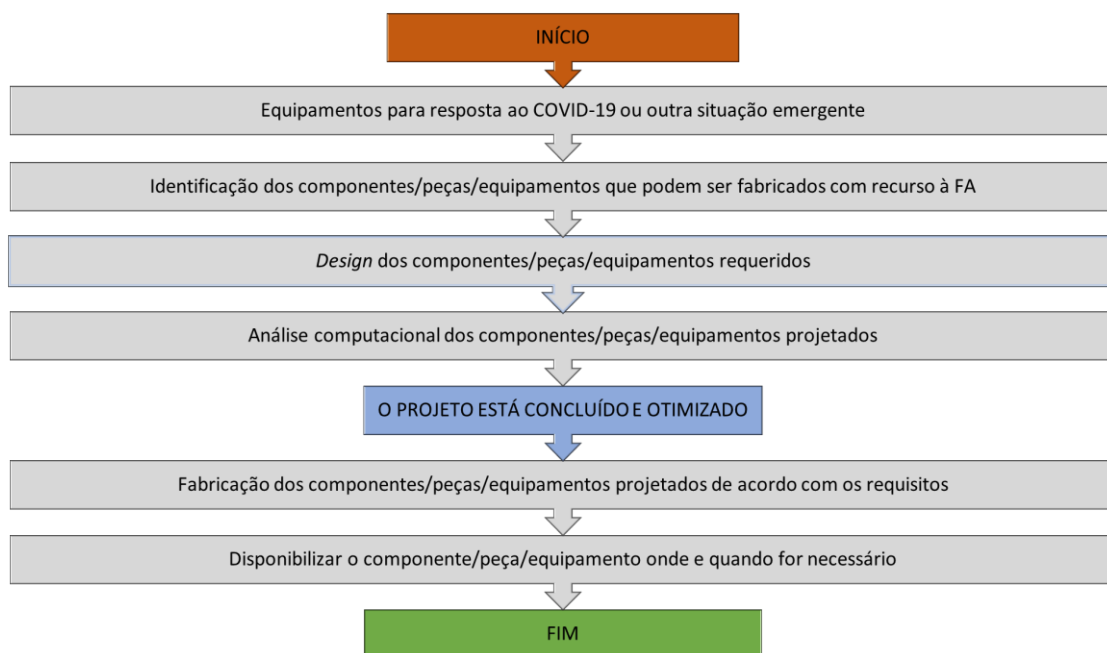 INÍCIO
Equipamentos para resposta ao COVID-19 ou outra situação emergente
Identificação dos componentes/peças/equipamentos que podem ser fabricados com recurso à FA
Design dos componentes/peças/equipamentos requeridos
Análise computacional dos componentes/peças/equipamentos projetados
O PROJETO ESTÁ CONCLUÍDO E OTIMIZADO
Fabricação dos componentes/peças/equipamentos projetados de acordo com os requisitos
Disponibilizar o componente/peça/equipamento onde e quando for necessário
FIM